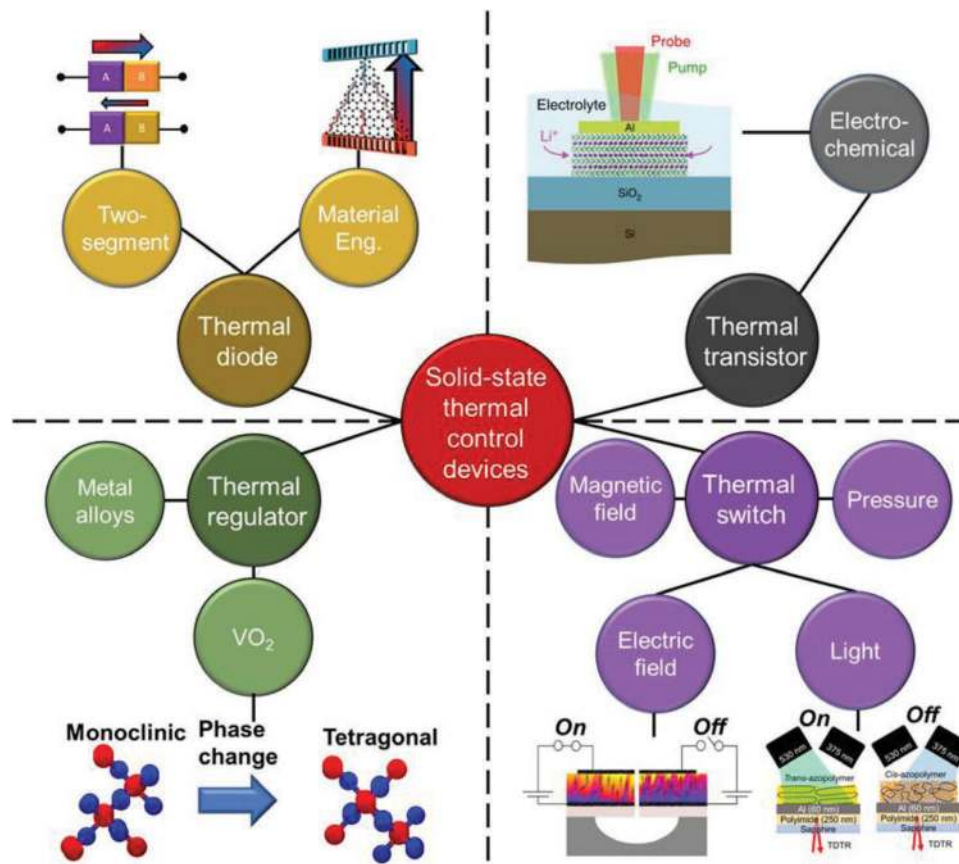 A B
A B
Two-
segment
Material
Eng.
Thermal
diode
Probe
Pump
Electrolyte
Al
Li⁺
SiO₂
Si
Electro-
chemical
Thermal
transistor
Solid-state
thermal
control
devices
Metal
alloys
Thermal
regulator
VO₂
Monoclinic
Phase
change
Tetragonal
Magnetic
field
Thermal
switch
Pressure
Electric
field
Light
On
Off
On
Off
530 nm
375 nm
530 nm
375 nm
Trans-azopolymer
Al (60 nm)
Polyimide (250 nm)
Sapphire
TDTR
Cis-azopolymer
Al (60 nm)
Polyimide (250 nm)
Sapphire
TDTR